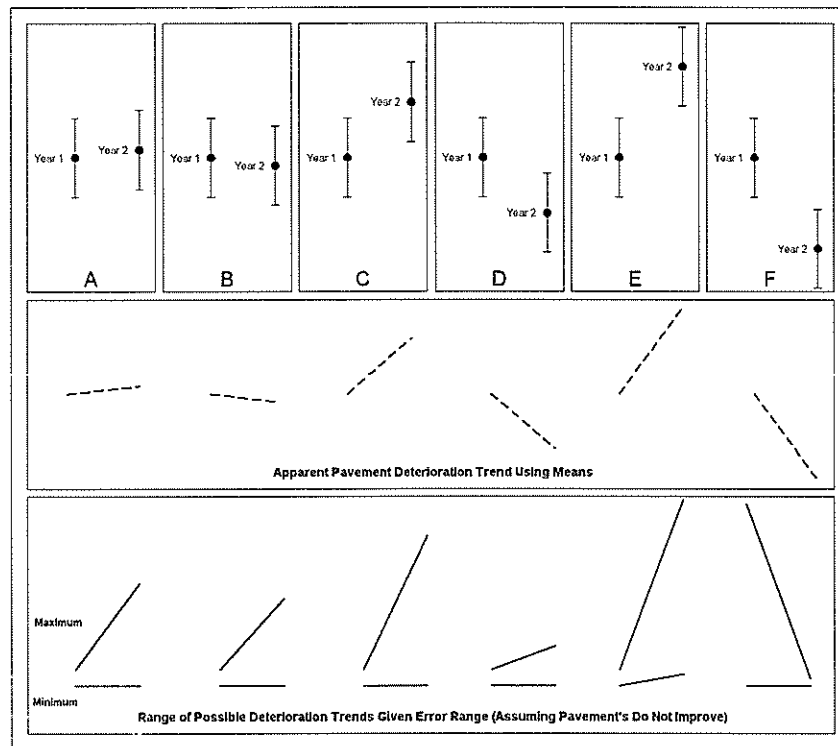 Year 1
Year 2
A
Year 1
Year 2
B
Year 1
Year 2
C
Year 1
Year 2
D
Year 1
Year 2
E
Year 1
Year 2
F
Apparent Pavement Deterioration Trend Using Means
Maximum
Minimum
Range of Possible Deterioration Trends Given Error Range (Assuming Pavement's Do Not Improve)